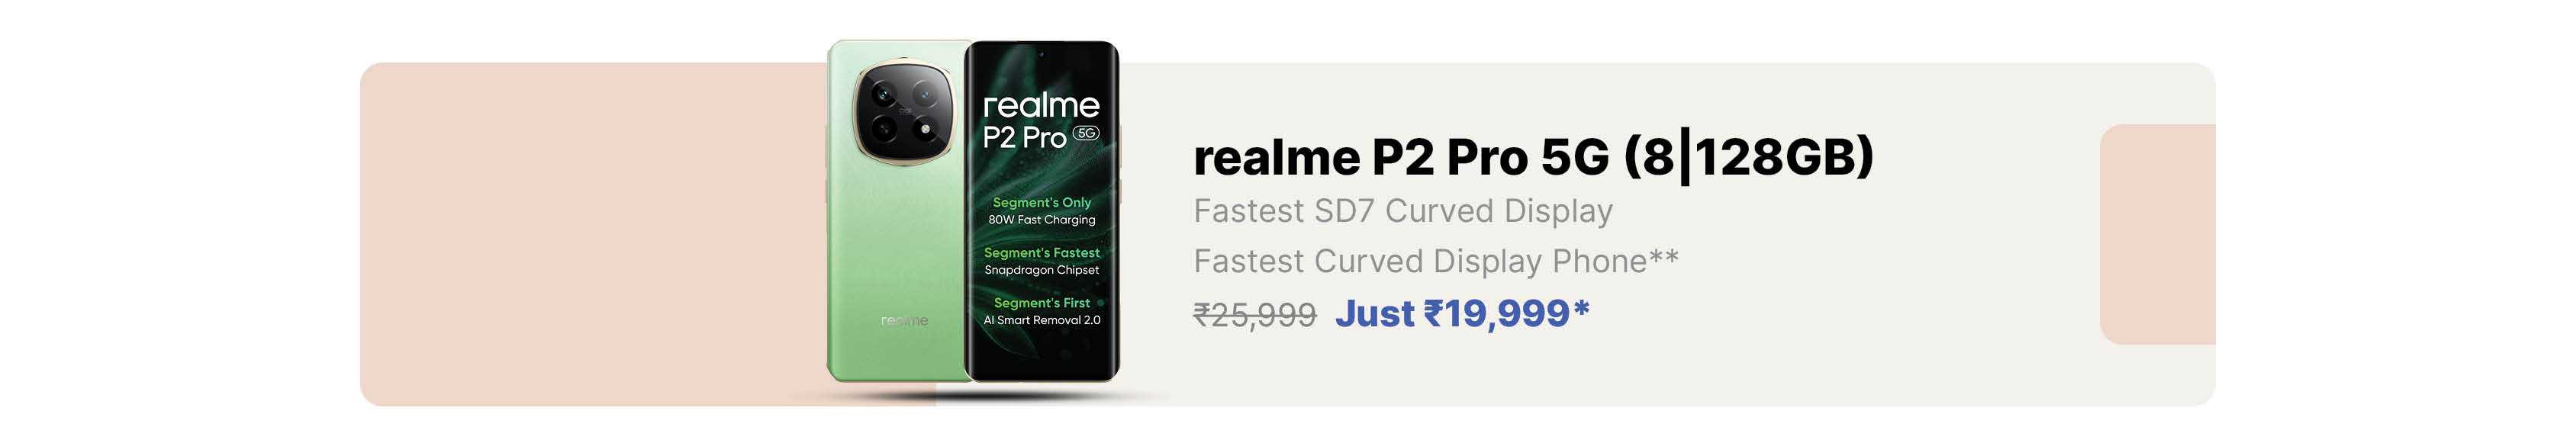 realme
realme
P2 Pro 5G
Segment's Only
80W Fast Charging
Segment's Fastest
Snapdragon Chipset
Segment's First
AI Smart Removal 2.0
realme P2 Pro 5G (8|128GB)
Fastest SD7 Curved Display
Fastest Curved Display Phone**
₹25,999 Just ₹19,999*